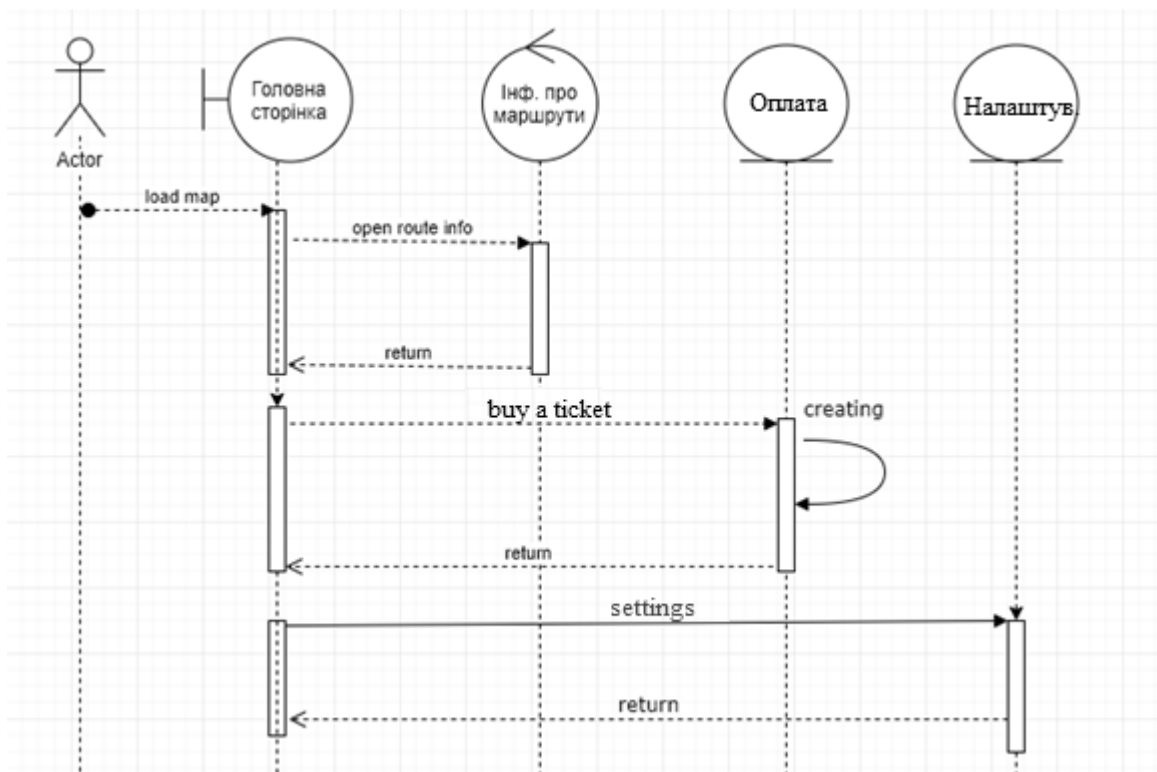 Головна
сторінка
Інф. про
маршрути
Оплата
Налаштув.
Actor
load map
open route info
return
buy a ticket
creating
return
settings
return